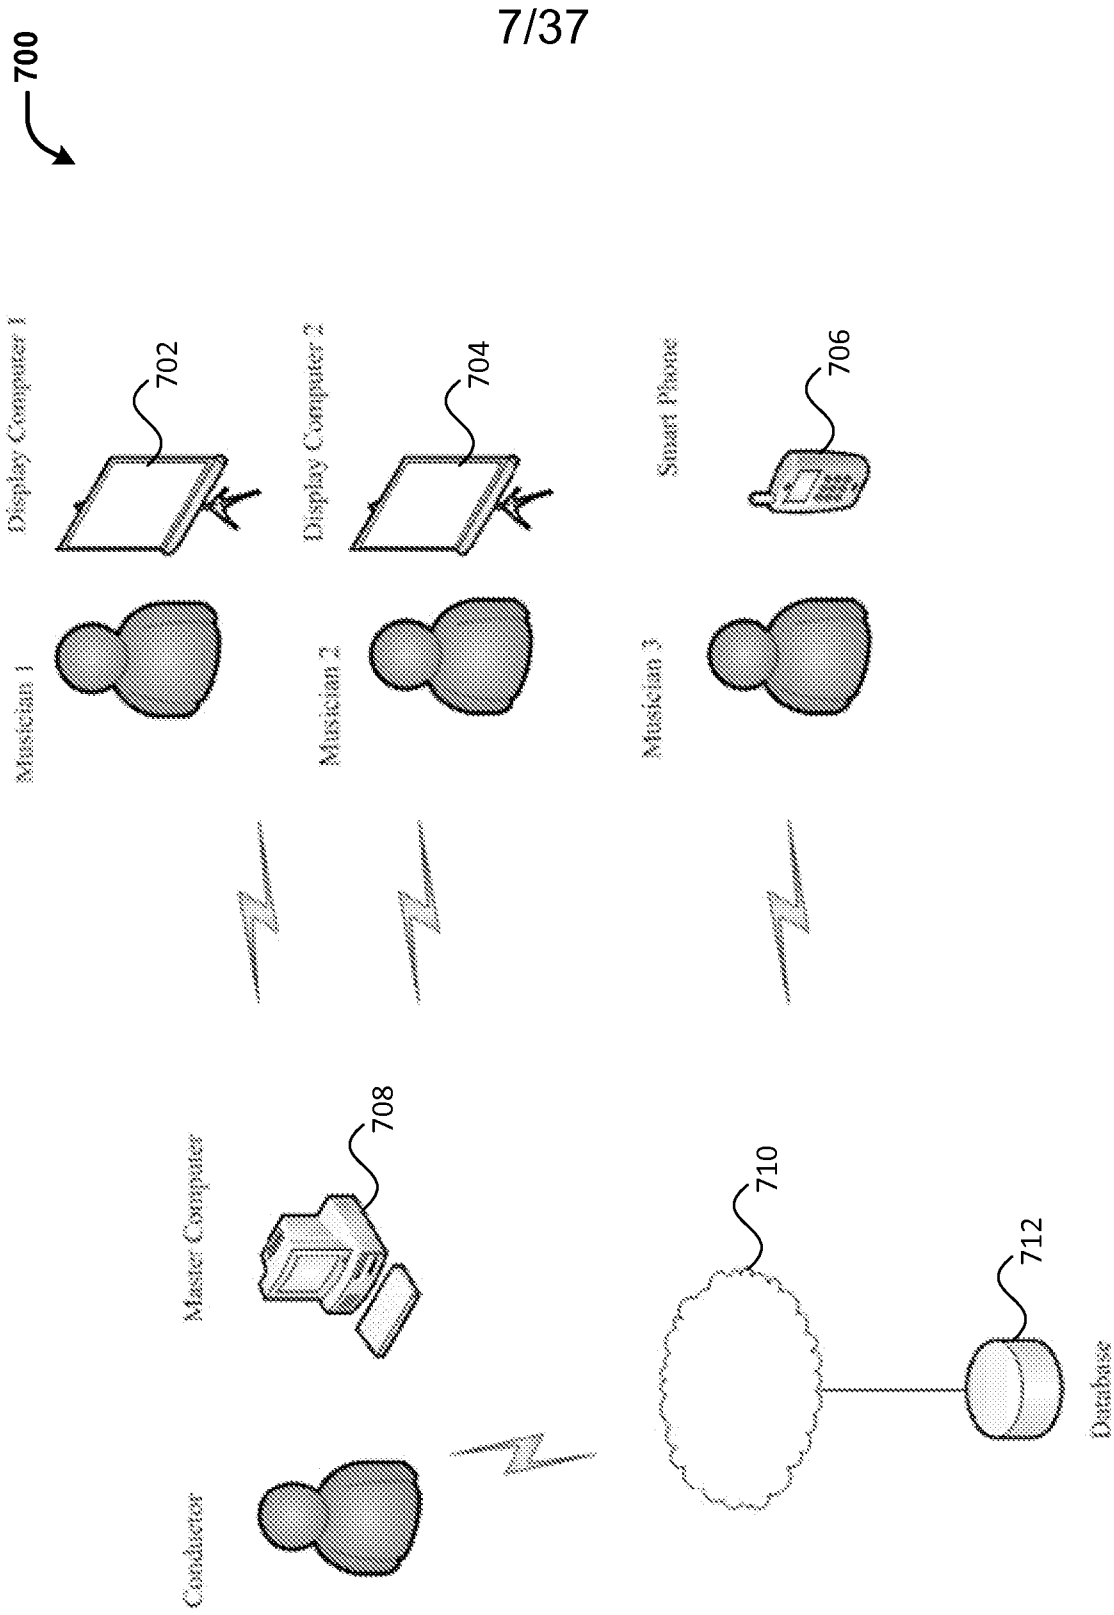 7/37
700
Musician 1
Display Computer 1
702
Musician 2
Display Computer 2
704
Musician 3
Smart Phone
706
Conductor
Master Computer
708
710
712
Database